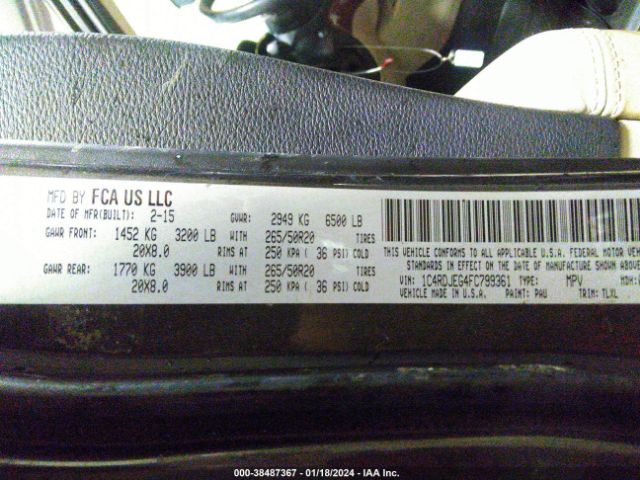 MFD BY FCA US LLC
DATE OF MFR(BUILT): 2-15 GVWR: 2949 KG 6500 LB
GAWR FRONT: 1452 KG 3200 LB WITH 265/50R20 TIRES
20X8.0 RIMS AT 250 KPA ( 36 PSI) COLD
GAWR REAR: 1770 KG 3900 LB WITH 265/50R20 TIRES
20X8.0 RIMS AT 250 KPA ( 36 PSI) COLD
THIS VEHICLE CONFORMS TO ALL APPLICABLE U.S.A. FEDERAL MOTOR VEHIC
STANDARDS IN EFFECT ON THE DATE OF MANUFACTURE SHOWN ABOVE
VIN: 1C4RDJEG4FC799361 TYPE: MPV MDH:
VEHICLE MADE IN U.S.A. PAINT: PAU TRIM: TLXL
000-38487367 - 01/18/2024 - IAA Inc.